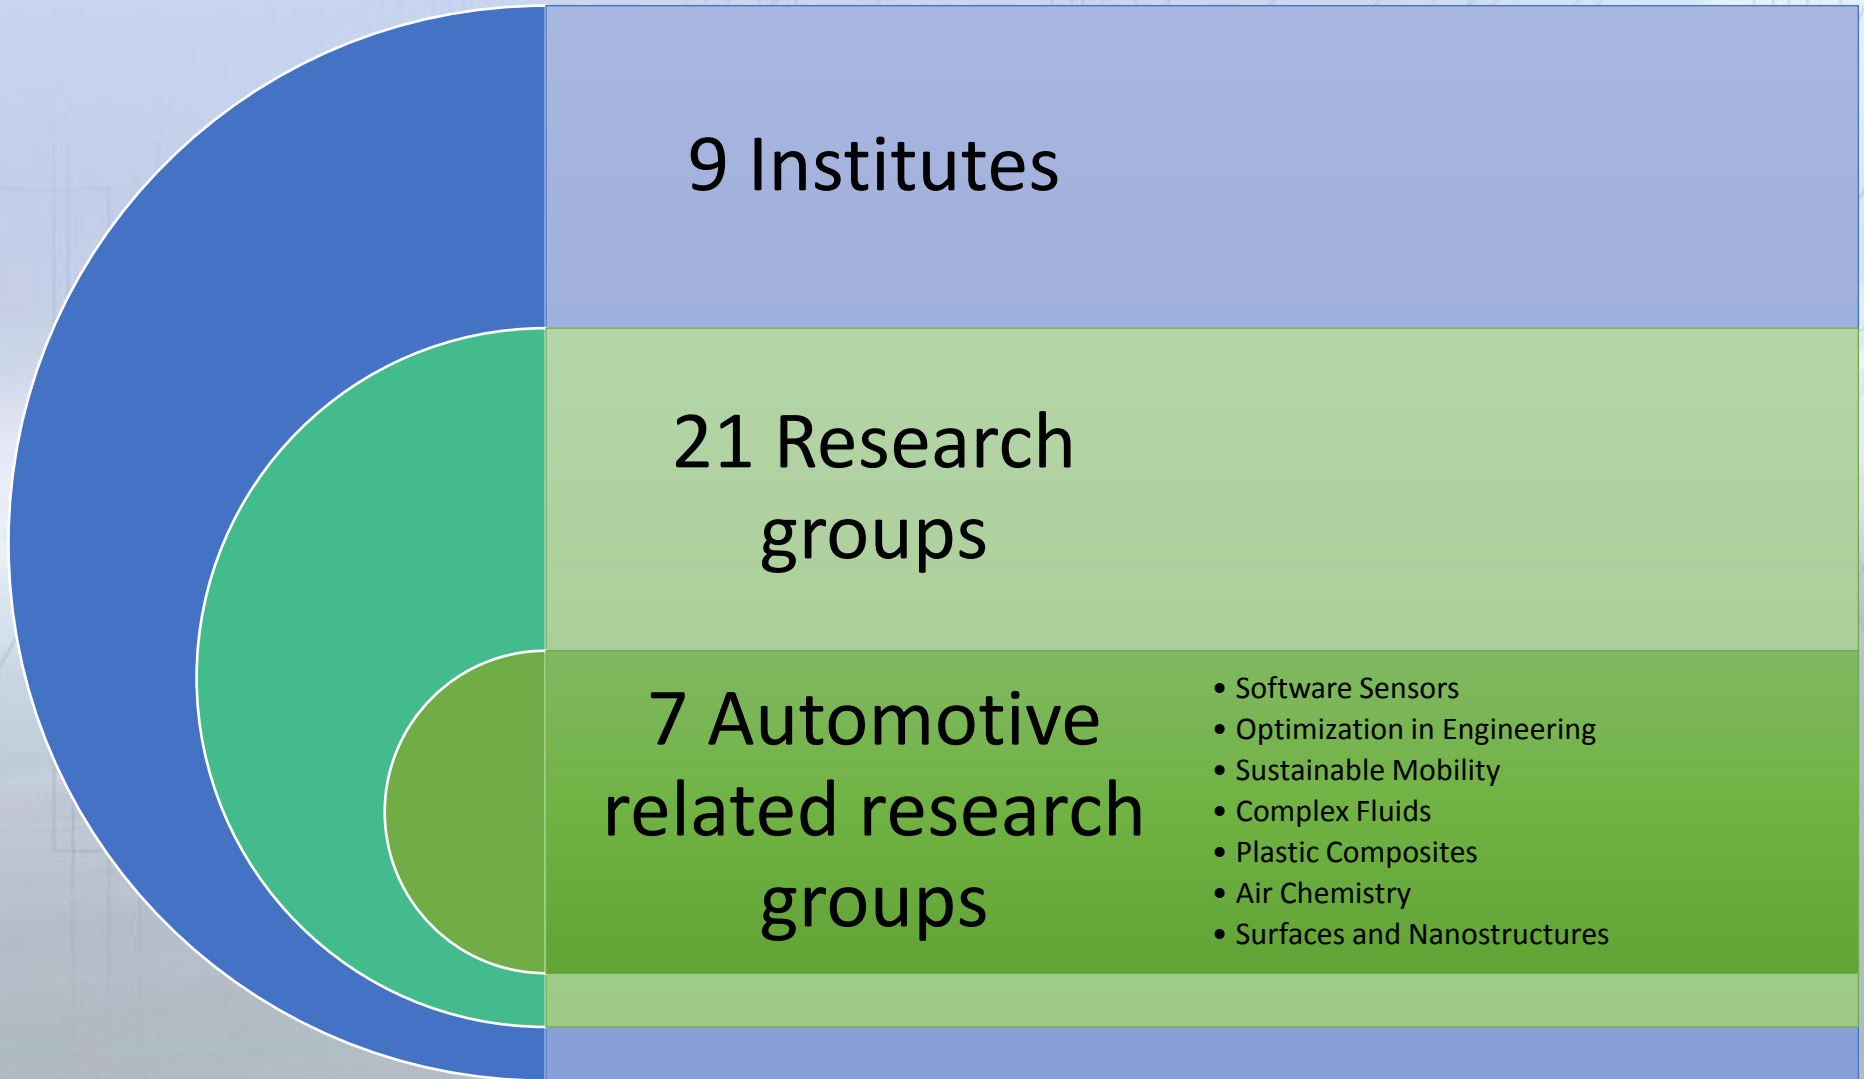 9 Institutes
21 Research
groups
7 Automotive
related research
groups
• Software Sensors
• Optimization in Engineering
• Sustainable Mobility
• Complex Fluids
• Plastic Composites
• Air Chemistry
• Surfaces and Nanostructures